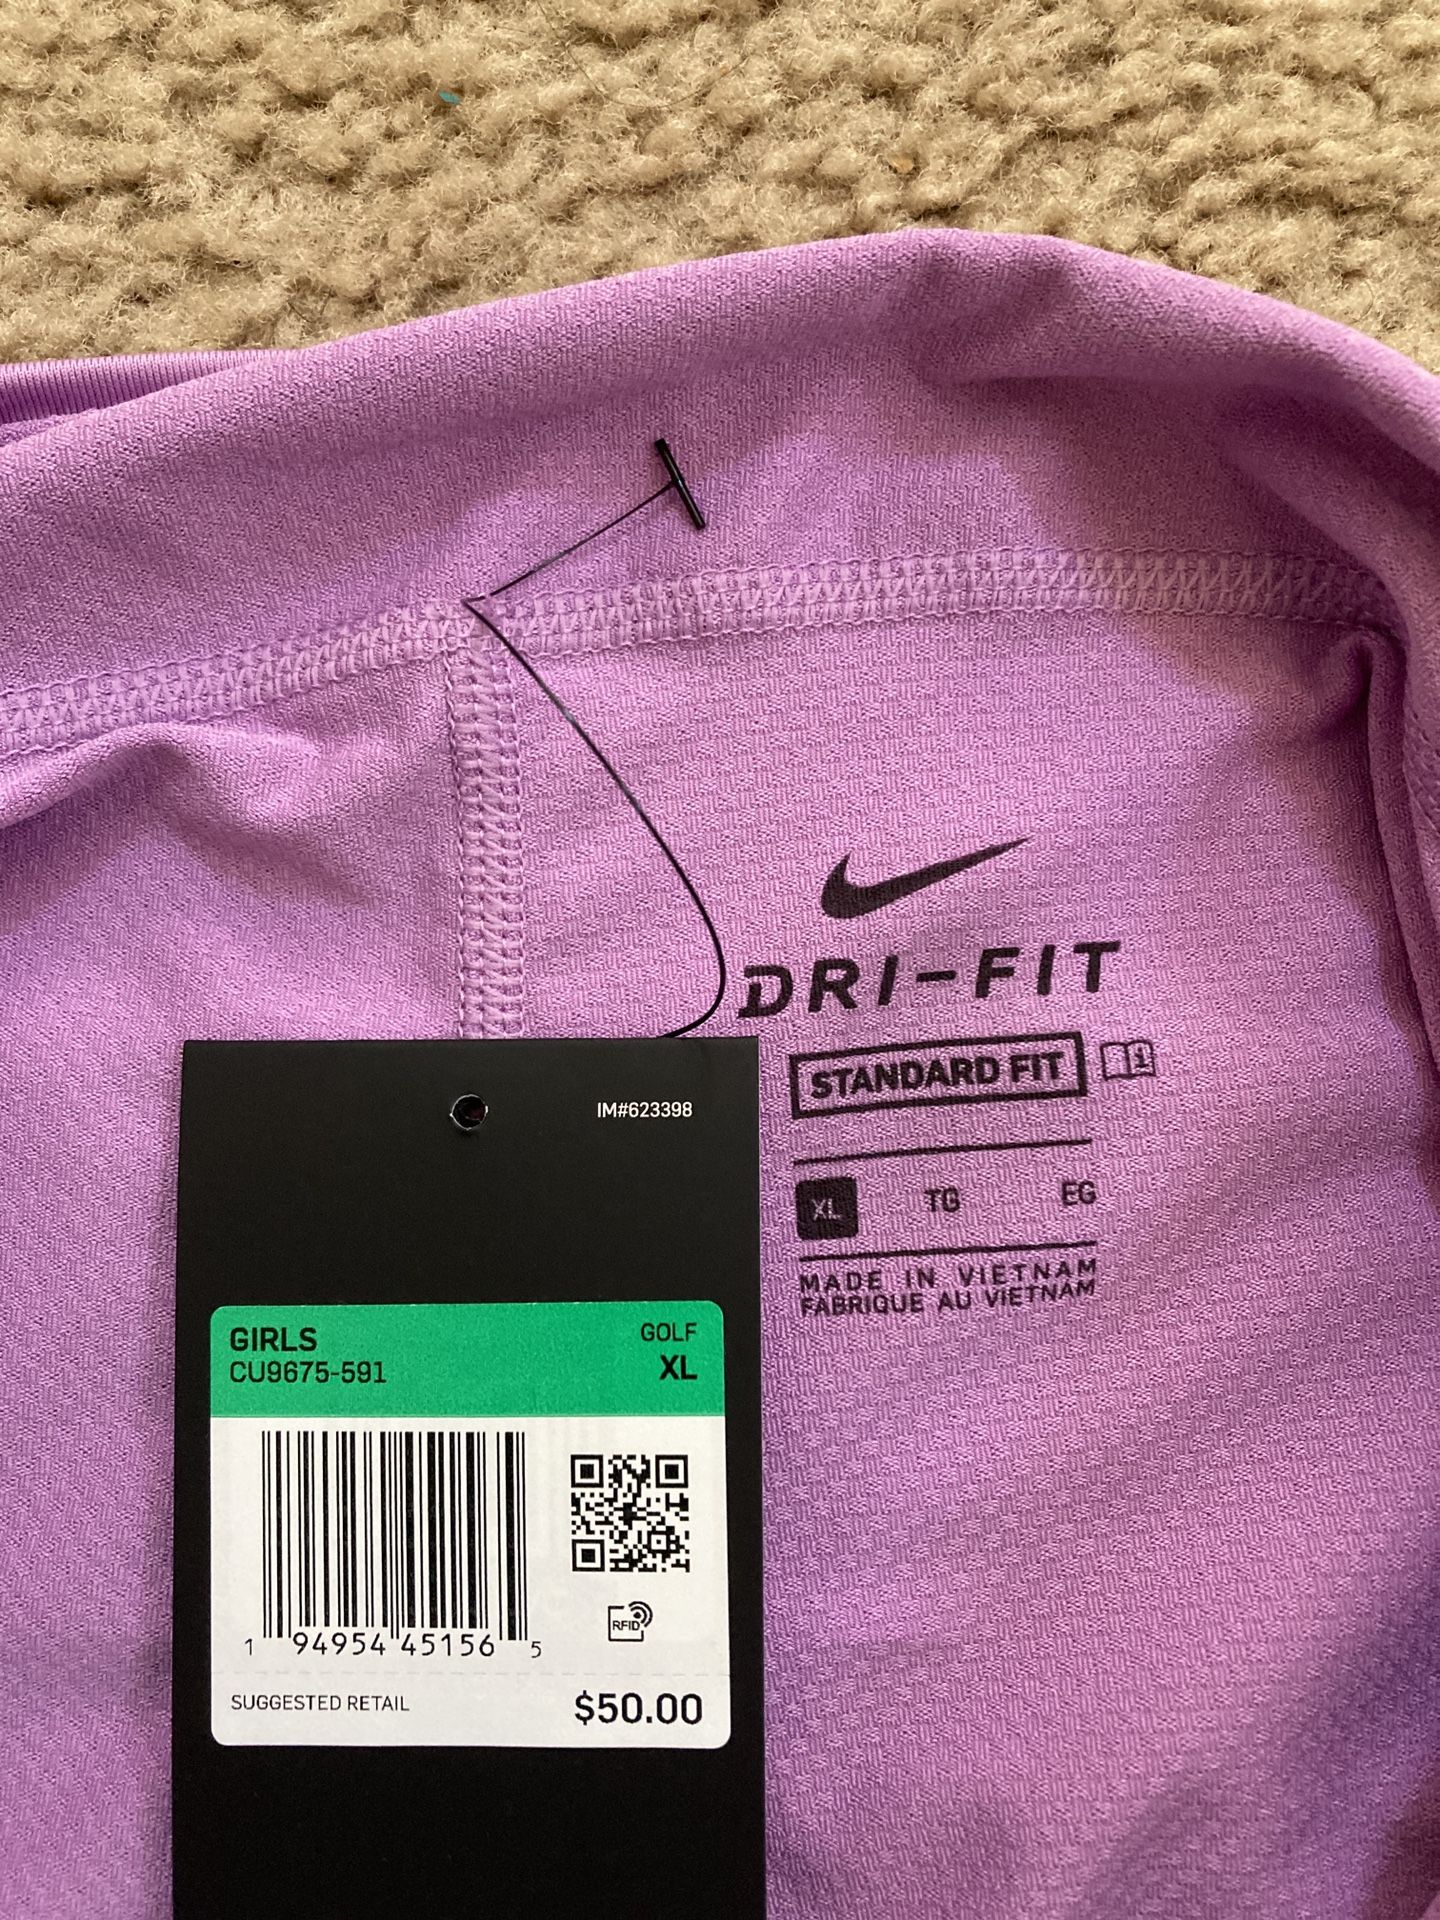 DRI-FIT
STANDARD FIT 1
XL TG EG
MADE IN VIETNAM
FABRIQUE AU VIETNAM
IM#623398
GIRLS GOLF
CU9675-591 XL
RFID
1 94954 45156 5
SUGGESTED RETAIL $50.00